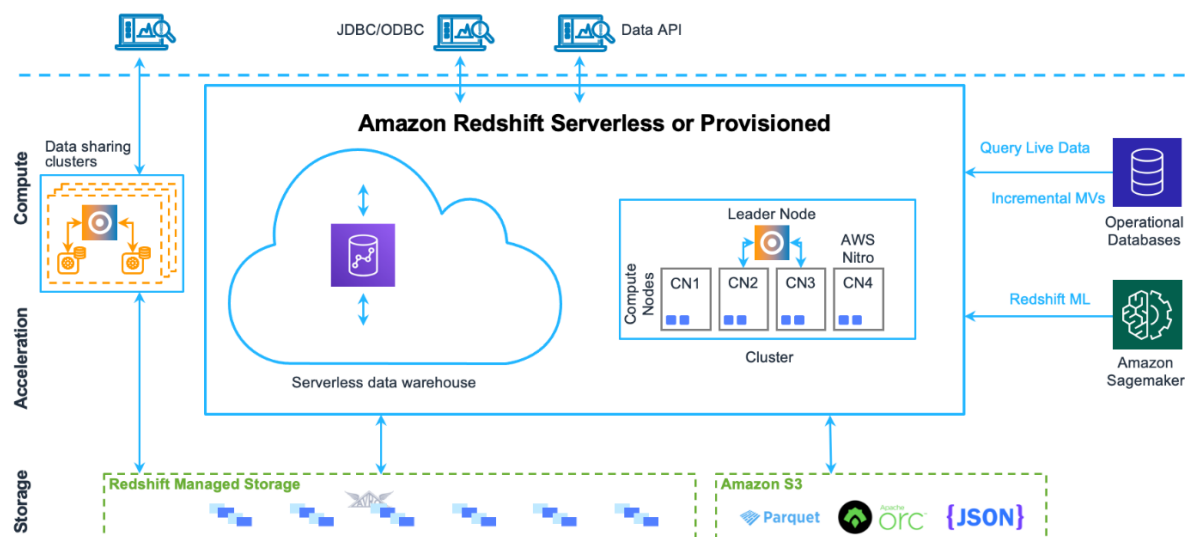 JDBC/ODBC
Data API
Amazon Redshift Serverless or Provisioned
Data sharing
clusters
Compute
Acceleration
Storage
Serverless data warehouse
Leader Node
AWS
Nitro
Compute
Nodes
CN1
CN2
CN3
CN4
Cluster
Query Live Data
Incremental MVs
Operational
Databases
Redshift ML
Amazon
Sagemaker
Redshift Managed Storage
Amazon S3
Parquet
Apache
orc
{JSON}